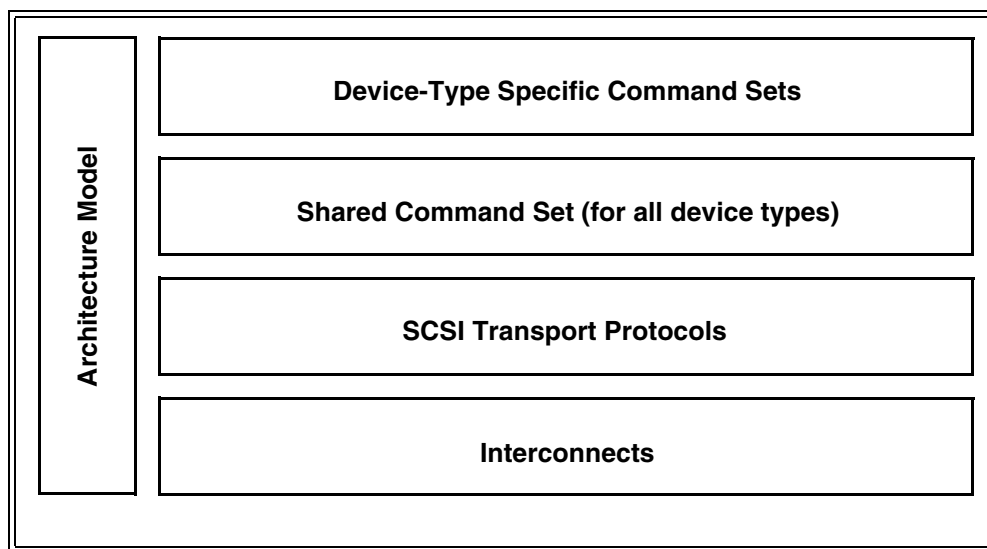 Architecture Model
Device-Type Specific Command Sets
Shared Command Set (for all device types)
SCSI Transport Protocols
Interconnects